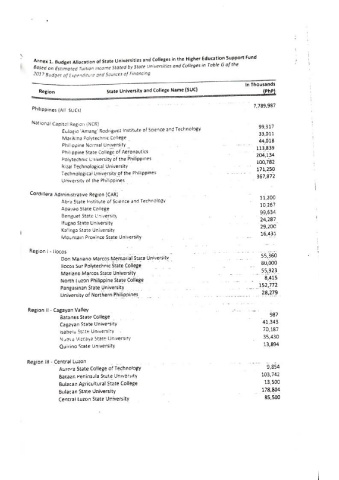 Annex 1. Budget Allocation of State Universities and Colleges in the Higher Education Support Fund
Based on Estimated Tuition Income Stated by State Universities and Colleges in Table G of the
2017 Budget of Expenditure and Sources of Financing
Region State University and College Name (SUC) In Thousands (PhP)
Philippines (All SUCs) 7,789,987
National Capital Region (NCR)
Eulogio "Amang" Rodriguez Institute of Science and Technology 99,317
Marikina Polytechnic College 33,011
Philippine Normal University 44,018
Philippine State College of Aeronautics 113,839
Polytechnic University of the Philippines 204,134
Rizal Technological University 100,782
Technological University of the Philippines 171,250
University of the Philippines 367,872
Cordillera Administrative Region (CAR)
Abra State Institute of Science and Technology 11,200
Apayao State College 10,267
Benguet State University 99,654
Ifugao State University 24,287
Kalinga State University 29,200
Mountain Province State University 16,431
Region I - Ilocos
Don Mariano Marcos Memorial State University 55,360
Ilocos Sur Polytechnic State College 80,000
Mariano Marcos State University 55,923
North Luzon Philippine State College 8,415
Pangasinan State University 152,772
University of Northern Philippines 28,279
Region II - Cagayan Valley
Batanes State College 987
Cagayan State University 41,343
Isabela State University 70,187
Nueva Vizcaya State University 35,430
Quirino State University 13,894
Region III - Central Luzon
Aurora State College of Technology 9,854
Bataan Peninsula State University 103,742
Bulacan Agricultural State College 13,500
Bulacan State University 178,804
Central Luzon State University 85,500